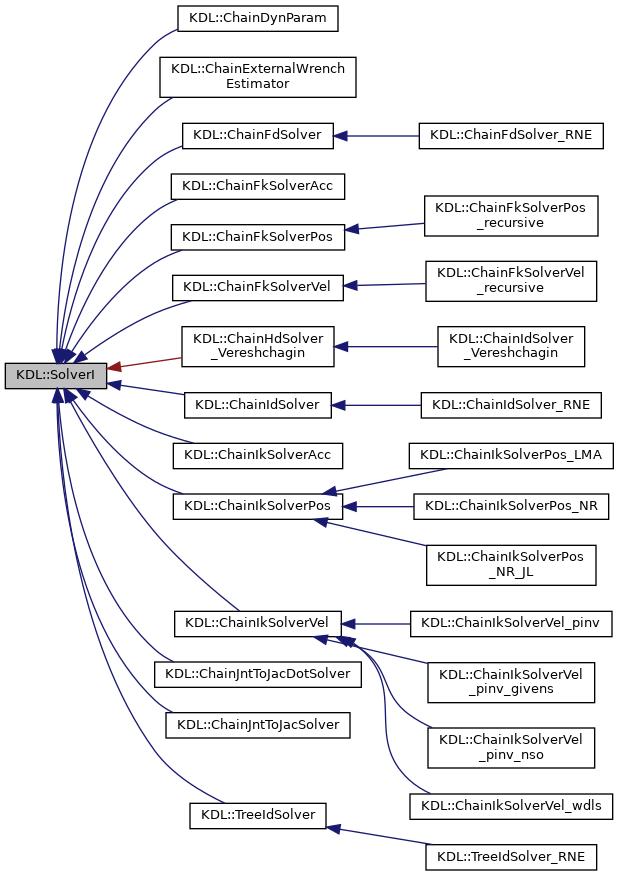 KDL::SolverI
KDL::ChainDynParam
KDL::ChainExternalWrench
Estimator
KDL::ChainFdSolver
KDL::ChainFdSolver_RNE
KDL::ChainFkSolverAcc
KDL::ChainFkSolverPos
KDL::ChainFkSolverPos
_recursive
KDL::ChainFkSolverVel
KDL::ChainFkSolverVel
_recursive
KDL::ChainHdSolver
_Vereshchagin
KDL::ChainIdSolver
_Vereshchagin
KDL::ChainIdSolver
KDL::ChainIdSolver_RNE
KDL::ChainIkSolverAcc
KDL::ChainIkSolverPos
KDL::ChainIkSolverPos_LMA
KDL::ChainIkSolverPos_NR
KDL::ChainIkSolverPos
_NR_JL
KDL::ChainIkSolverVel
KDL::ChainIkSolverVel_pinv
KDL::ChainIkSolverVel
_pinv_givens
KDL::ChainIkSolverVel
_pinv_nso
KDL::ChainIkSolverVel_wdls
KDL::ChainJntToJacDotSolver
KDL::ChainJntToJacSolver
KDL::TreeIdSolver
KDL::TreeIdSolver_RNE